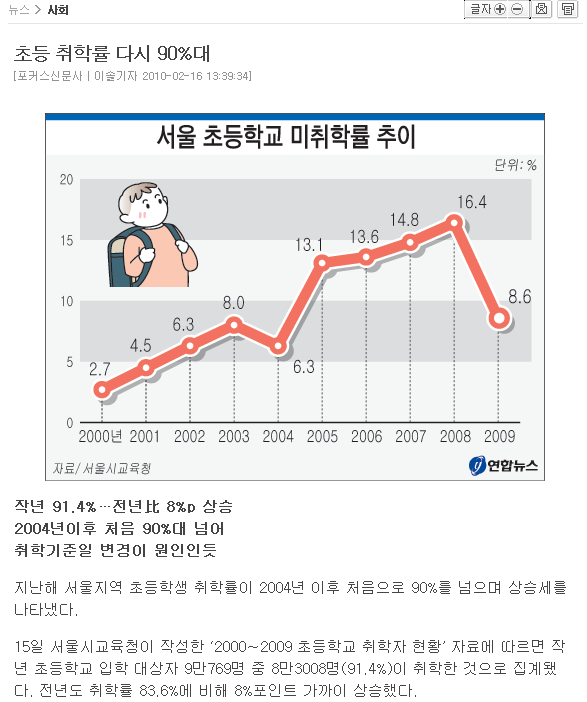 뉴스 > 사회
글자
초등 취학률 다시 90%대
[포커스신문사 | 이솔기자 2010-02-16 13:39:34]
서울 초등학교 미취학률 추이
단위: %
20
15
10
5
0
2.7
4.5
6.3
8.0
6.3
13.1
13.6
14.8
16.4
8.6
2000년 2001 2002 2003 2004 2005 2006 2007 2008 2009
자료/서울시교육청
연합뉴스
작년 91.4%…전년比 8%p 상승
2004년이후 처음 90%대 넘어
취학기준일 변경이 원인인듯
지난해 서울지역 초등학생 취학률이 2004년 이후 처음으로 90%를 넘으며 상승세를
나타냈다.
15일 서울시교육청이 작성한 '2000~2009 초등학교 취학자 현황' 자료에 따르면 작
년 초등학교 입학 대상자 9만769명 중 8만3008명(91.4%)이 취학한 것으로 집계됐
다. 전년도 취학률 83.6%에 비해 8%포인트 가까이 상승했다.